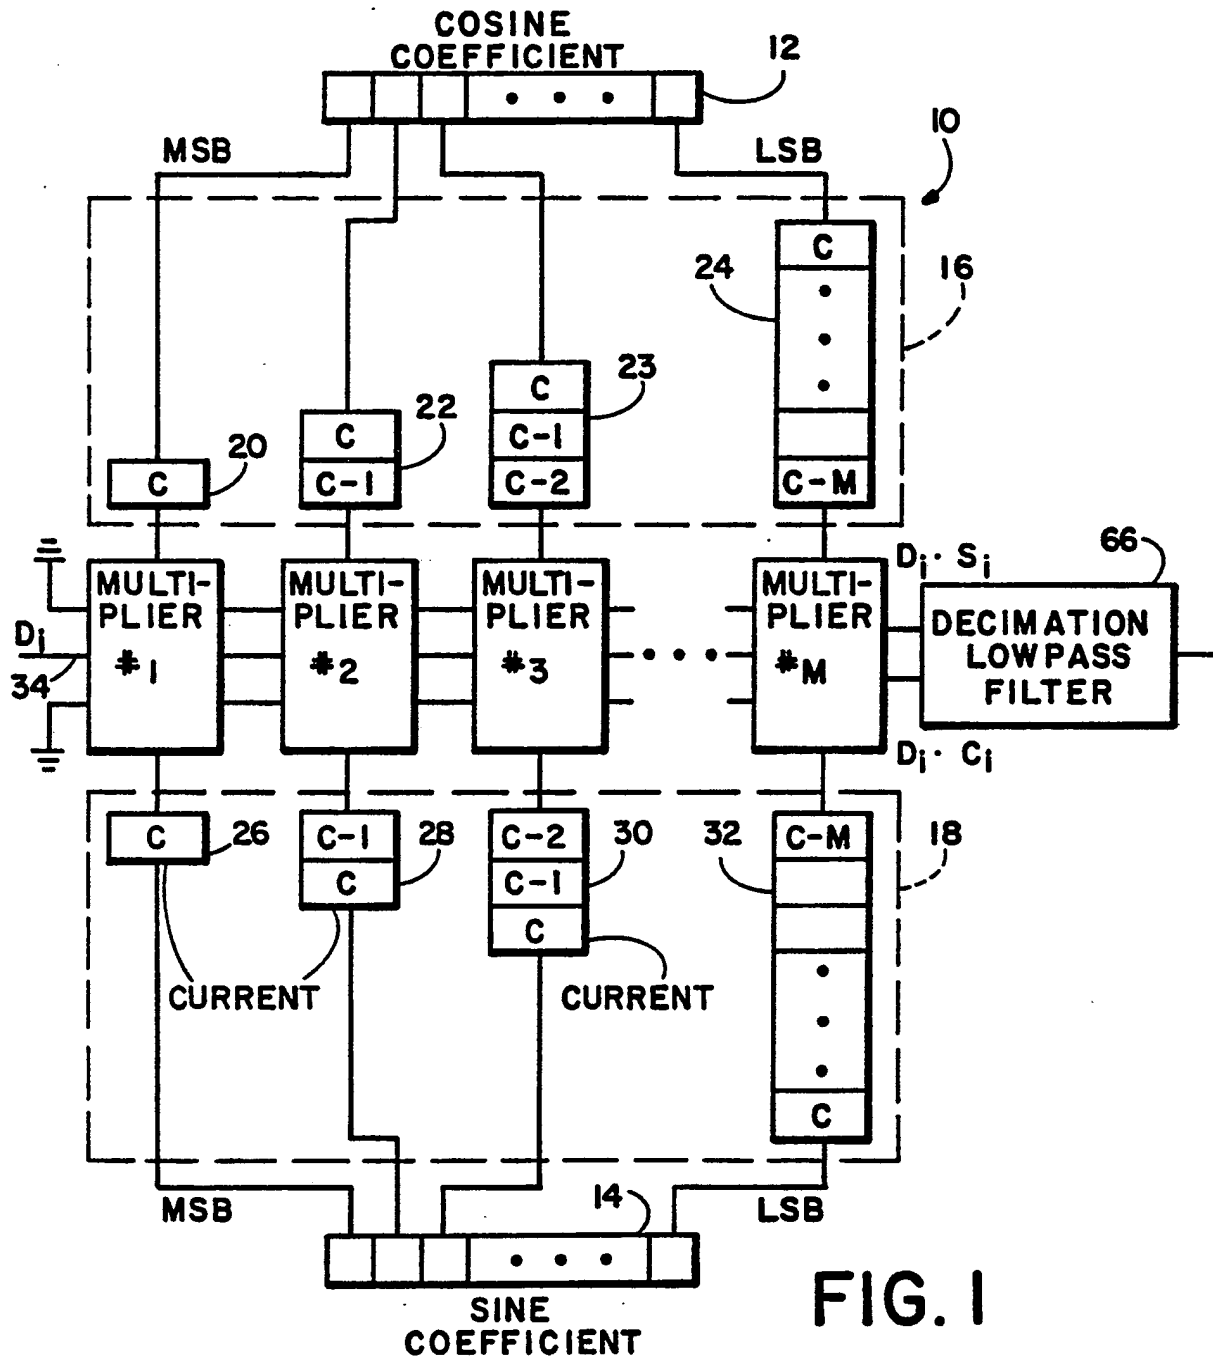 COSINE
COEFFICIENT
12
10
MSB
LSB
C
24
16
C
23
C-1
C-2
C
22
C-1
C
20
C-M
MULTI-
PLIER
#1
MULTI-
PLIER
#2
MULTI-
PLIER
#3
MULTI-
PLIER
#M
Di
34
Di · Si
66
DECIMATION
LOW PASS
FILTER
Di · Ci
C
26
C-1
28
C
C-2
30
C-1
C
32
C-M
18
CURRENT
CURRENT
C
MSB
14
LSB
SINE
COEFFICIENT
FIG. 1